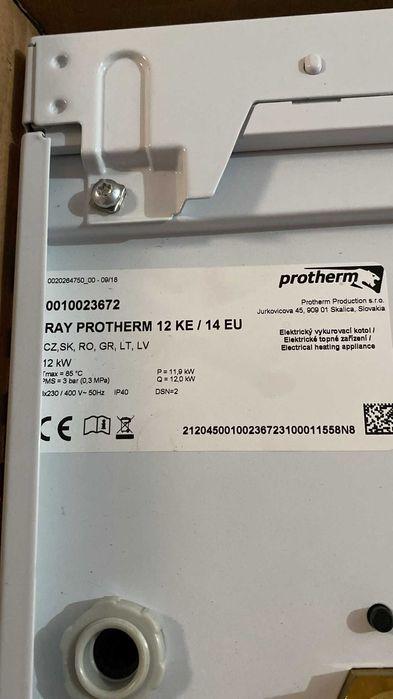 0020264750_00 - 09/18
protherm
Protherm Production s.r.o.
Jurkovicova 45, 909 01 Skalica, Slovakia
0010023672
RAY PROTHERM 12 KE / 14 EU
CZ,SK, RO, GR, LT, LV
Elektrický vykurovací kotol /
Elektrické topné zařízení /
Electrical heating appliance
12 kW
Tmax = 85 °C
P = 11,9 kW
PMS = 3 bar (0,3 MPa)
Q = 12,0 kW
x230 / 400 V~ 50Hz
IP40
DSN=2
CE
21204500100236723100011558N8